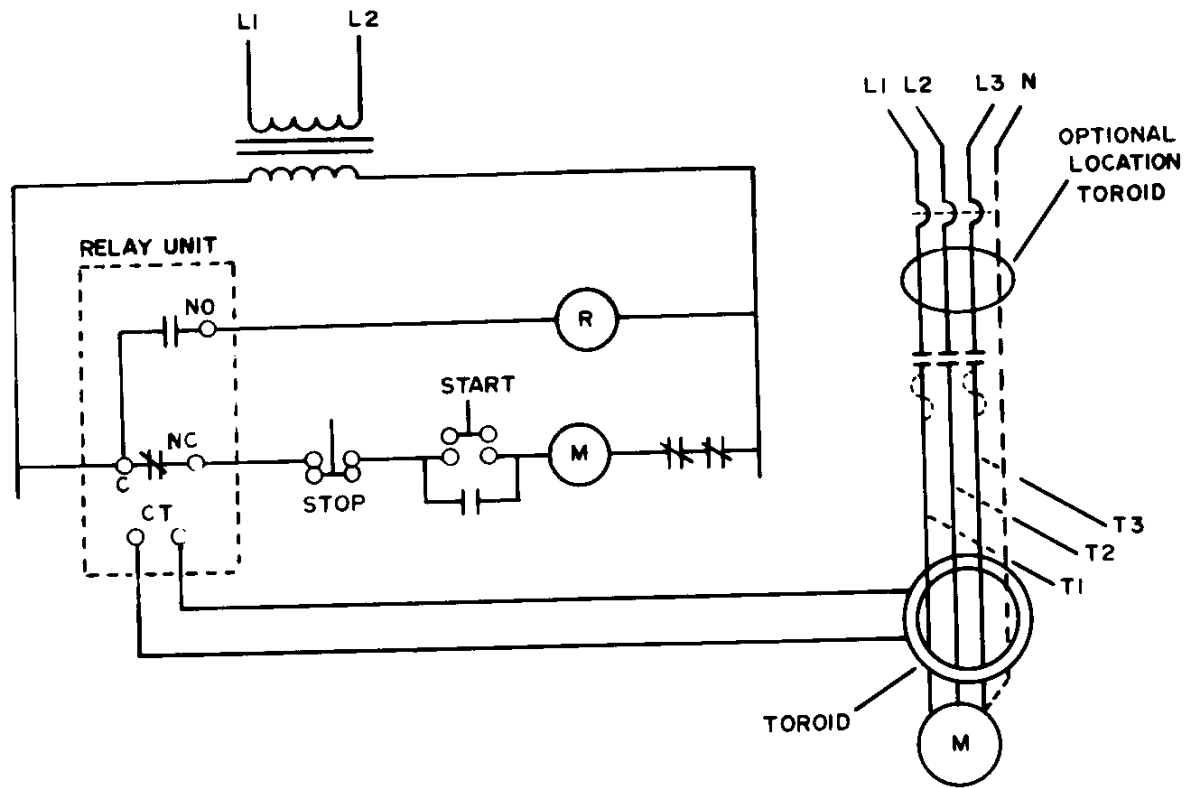 L1 L2
L1 L2 L3 N
OPTIONAL
LOCATION
TOROID
RELAY UNIT
NO
R
START
NC
M
C
STOP
CT
T3
T2
T1
TOROID
M